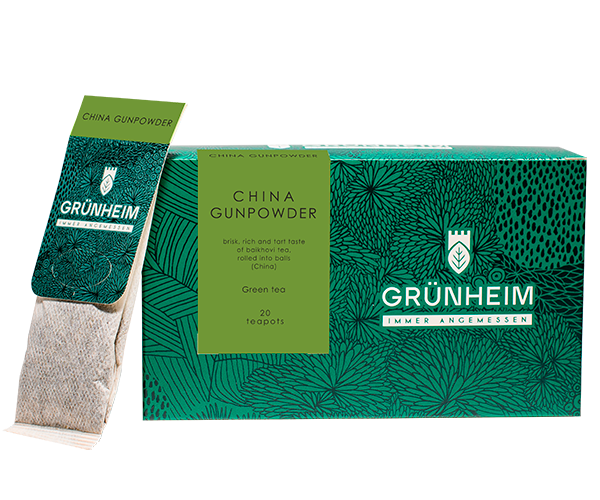 CHINA GUNPOWDER
GRÜNHEIM
IMMER ANGEMESSEN
CHINA GUNPOWDER
CHINA
GUNPOWDER
brisk, rich and tart taste
of baikhovi tea,
rolled into balls
(China)
Green tea
20
teapots
GRÜNHEIM
IMMER ANGEMESSEN